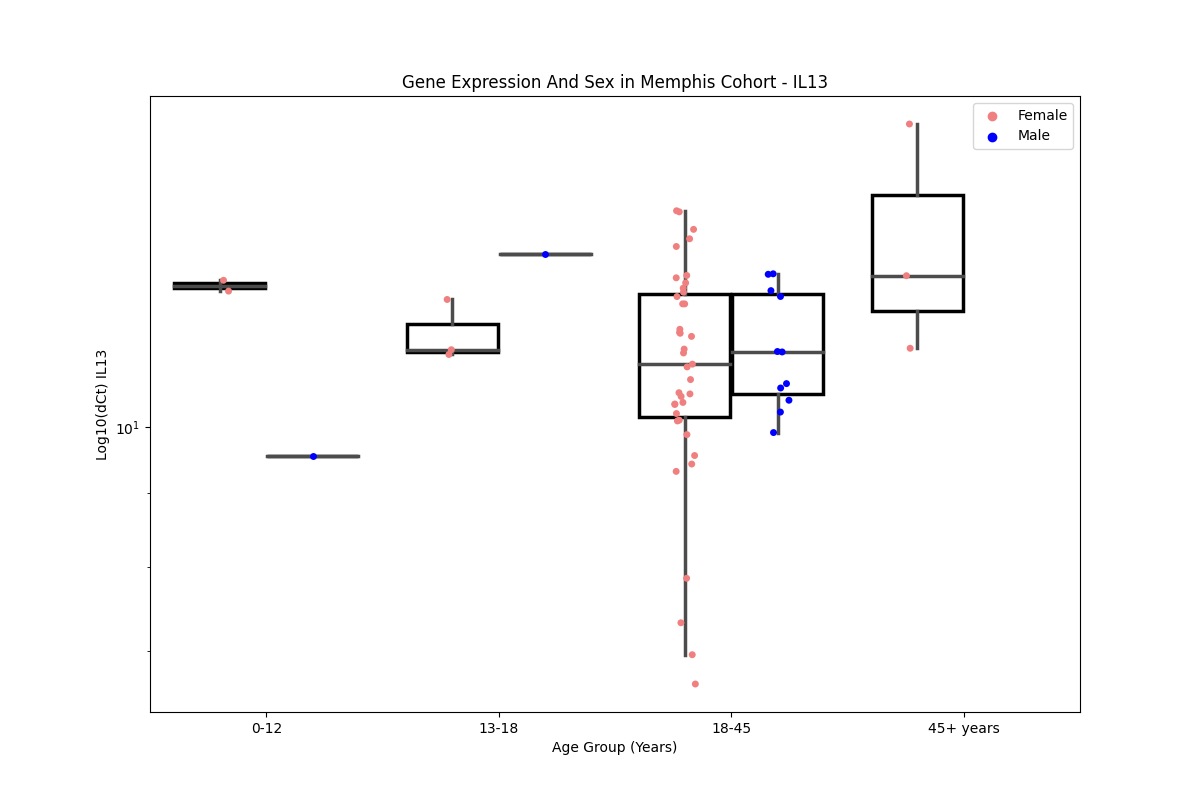 Gene Expression And Sex in Memphis Cohort - IL13
Female
Male
Log10(dCt) IL13
10¹
0-12
13-18
18-45
45+ years
Age Group (Years)